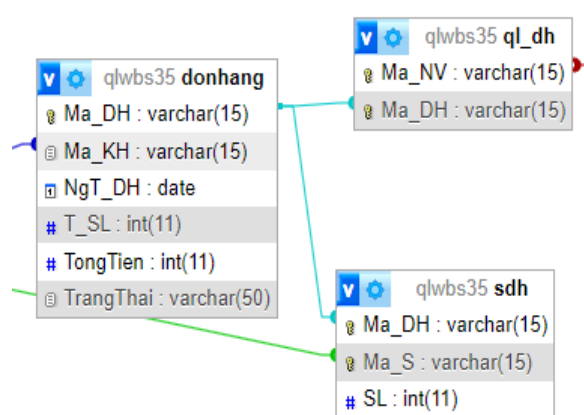 qlwbs35 ql_dh
Ma_NV : varchar(15)
Ma_DH : varchar(15)
qlwbs35 donhang
Ma_DH : varchar(15)
Ma_KH : varchar(15)
NgT_DH : date
T_SL : int(11)
TongTien : int(11)
TrangThai : varchar(50)
qlwbs35 sdh
Ma_DH : varchar(15)
Ma_S : varchar(15)
SL : int(11)